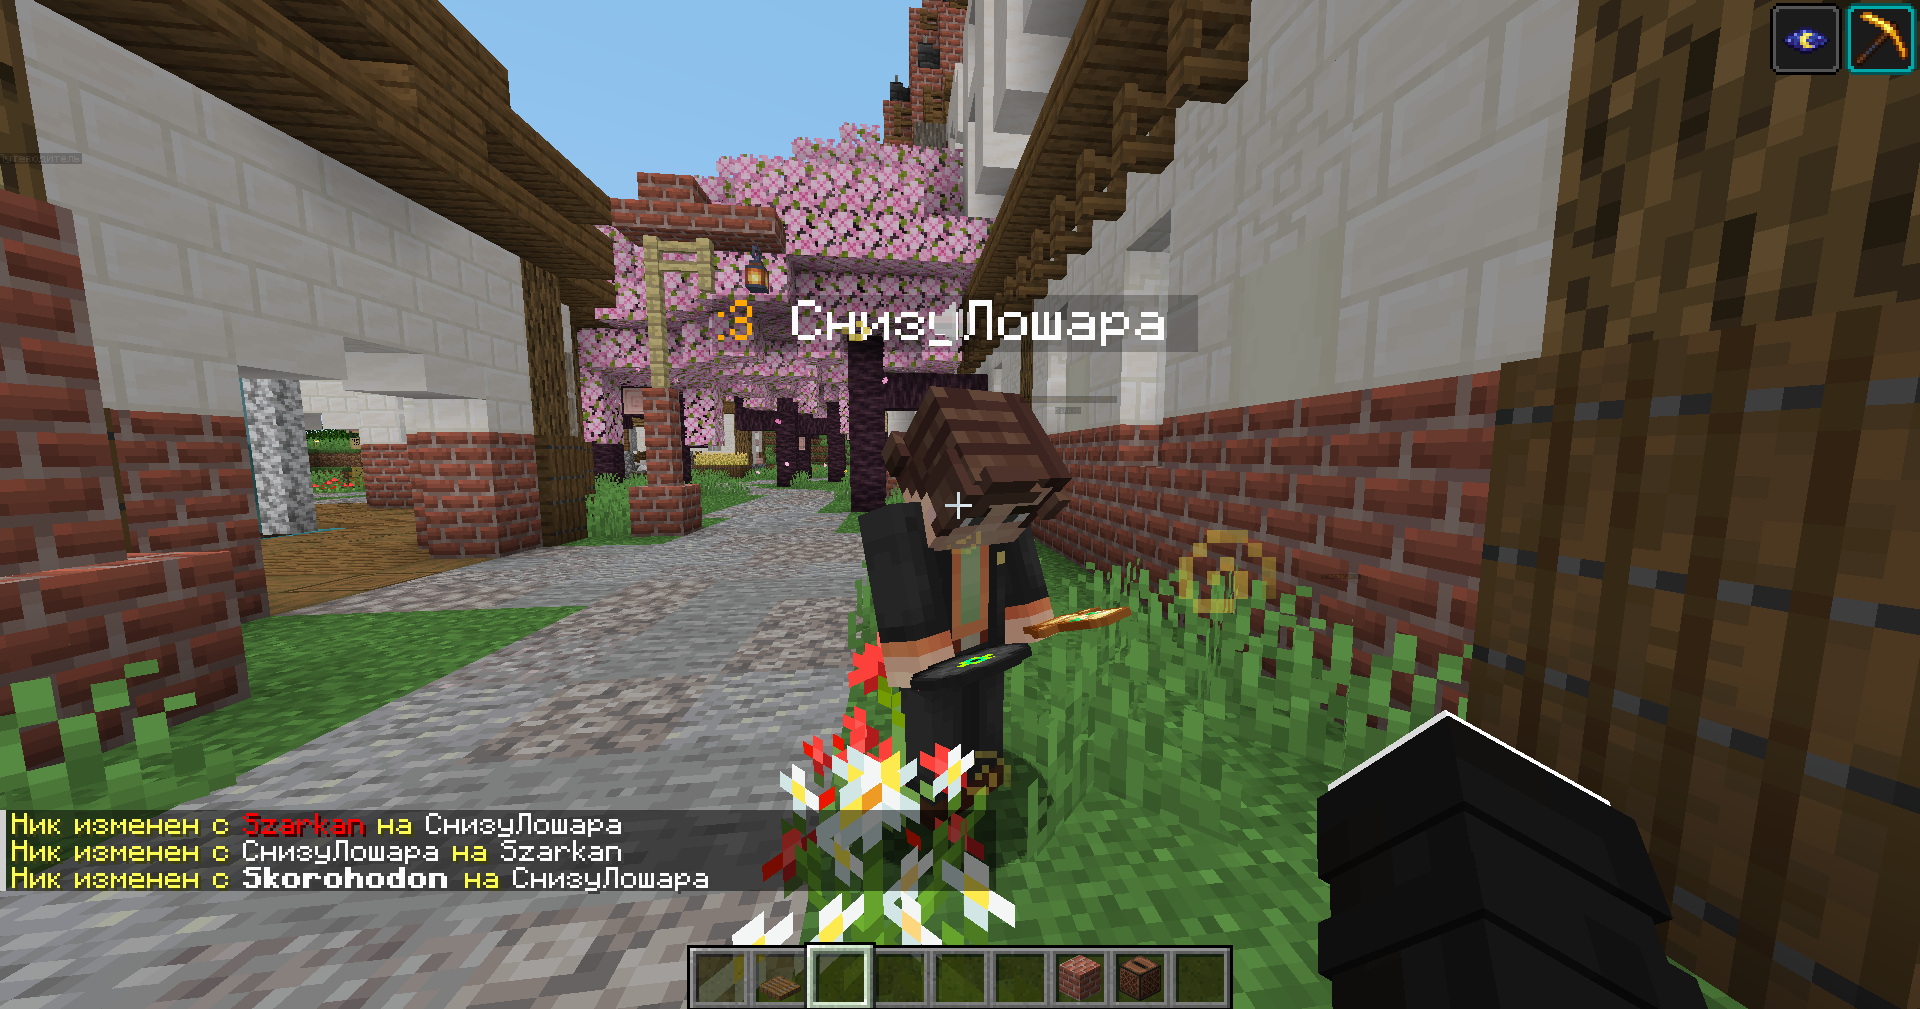 :3 СнизуЛошара
Ник изменен с Szarkan на СнизуЛошара
Ник изменен с СнизуЛошара на Szarkan
Ник изменен с Skorohodon на СнизуЛошара